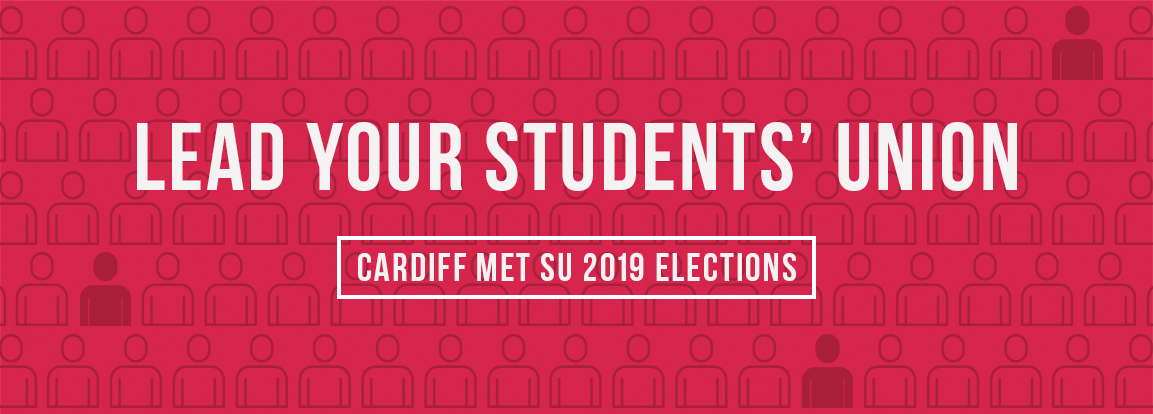 LEAD YOUR STUDENTS’ UNION
CARDIFF MET SU 2019 ELECTIONS